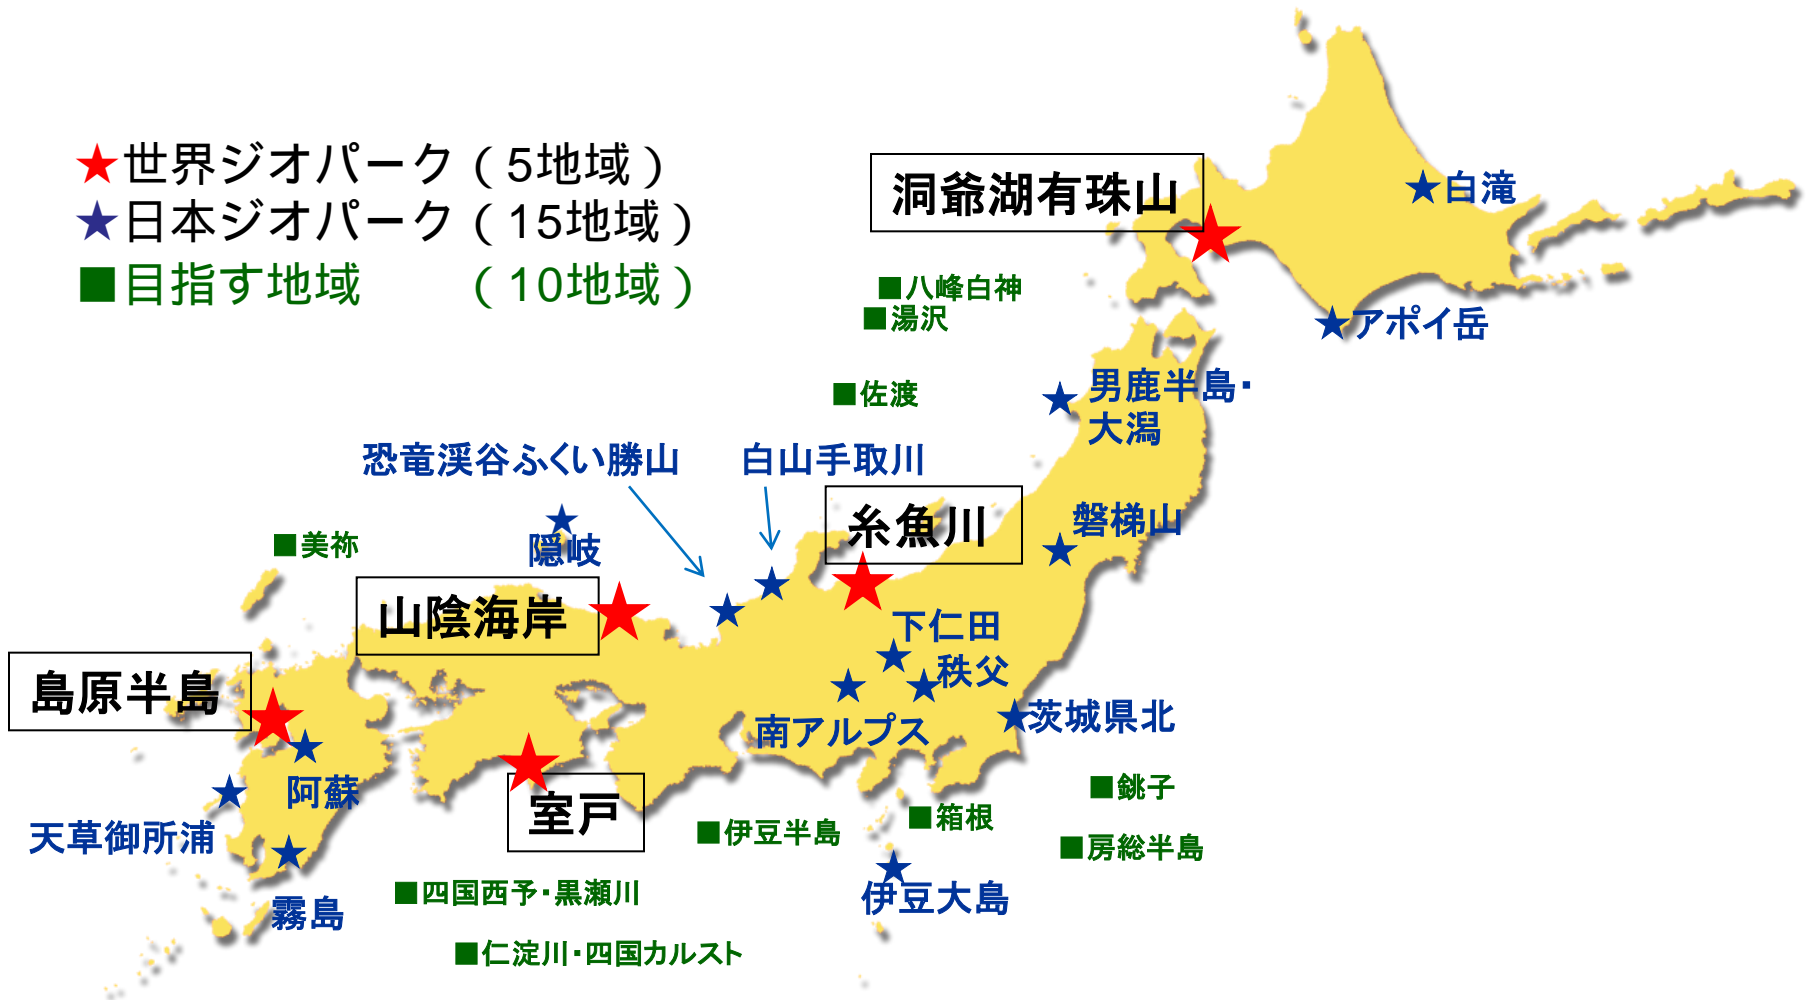 ★世界ジオパーク（5地域）
★日本ジオパーク（15地域）
■目指す地域　　（10地域）
洞爺湖有珠山
白滝
■八峰白神
■湯沢
アポイ岳
■佐渡
男鹿半島・
大潟
恐竜渓谷ふくい勝山
白山手取川
糸魚川
磐梯山
■美祢
隠岐
山陰海岸
下仁田
秩父
島原半島
南アルプス
茨城県北
阿蘇
室戸
■銚子
■箱根
天草御所浦
■伊豆半島
■房総半島
■四国西予・黒瀬川
伊豆大島
霧島
■仁淀川・四国カルスト